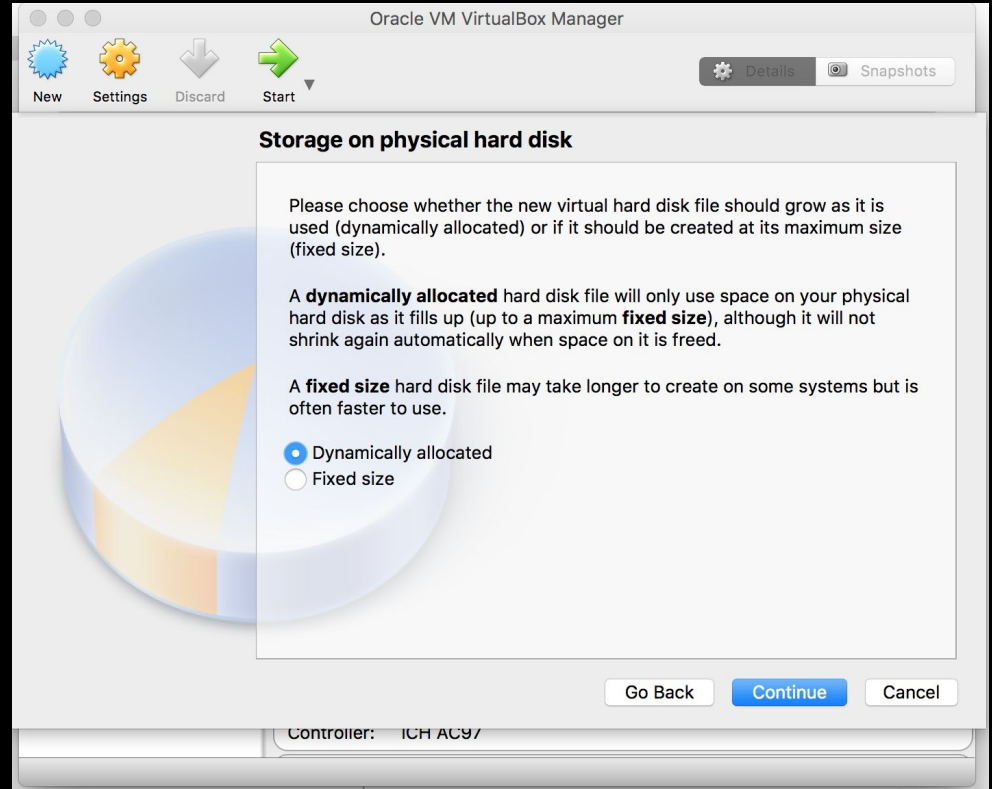 Oracle VM VirtualBox Manager
New
Settings
Discard
Start
Details
Snapshots
Storage on physical hard disk
Please choose whether the new virtual hard disk file should grow as it is
used (dynamically allocated) or if it should be created at its maximum size
(fixed size).
A dynamically allocated hard disk file will only use space on your physical
hard disk as it fills up (up to a maximum fixed size), although it will not
shrink again automatically when space on it is freed.
A fixed size hard disk file may take longer to create on some systems but is
often faster to use.
Dynamically allocated
Fixed size
Go Back
Continue
Cancel
Controller: ICH AC97